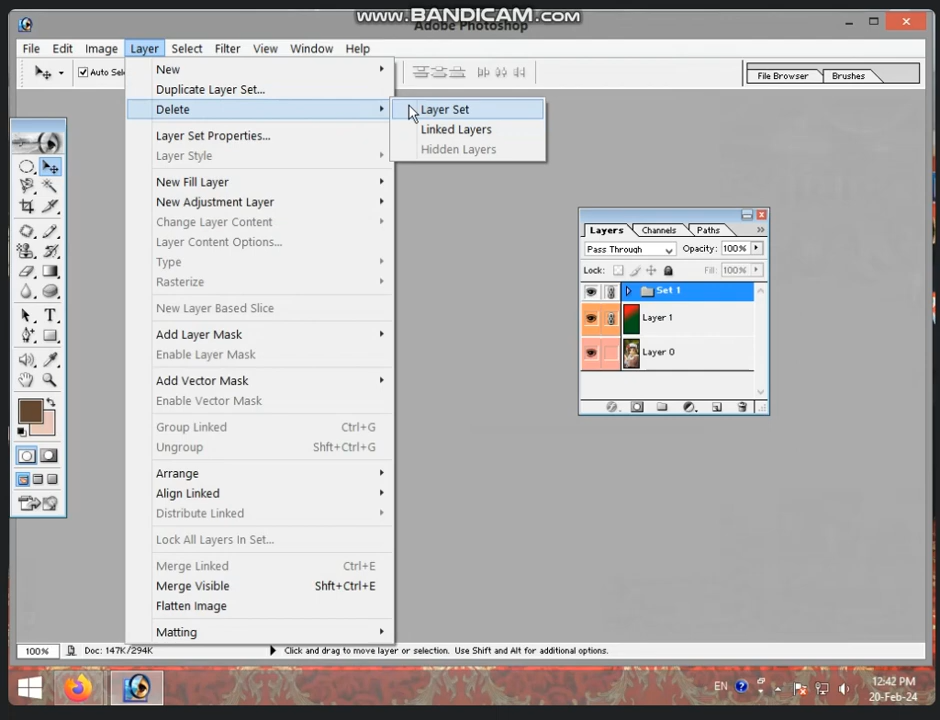 www.BANDICAM.com
Adobe Photoshop
File Edit Image Layer Select Filter View Window Help
Auto Sel
File Browser Brushes
New
Duplicate Layer Set...
Delete
Layer Set Properties...
Layer Style
New Fill Layer
New Adjustment Layer
Change Layer Content
Layer Content Options...
Type
Rasterize
New Layer Based Slice
Add Layer Mask
Enable Layer Mask
Add Vector Mask
Enable Vector Mask
Group Linked Ctrl+G
Ungroup Shft+Ctrl+G
Arrange
Align Linked
Distribute Linked
Lock All Layers In Set...
Merge Linked Ctrl+E
Merge Visible Shft+Ctrl+E
Flatten Image
Matting
Layer Set
Linked Layers
Hidden Layers
Layers Channels Paths
Pass Through Opacity: 100%
Lock: Fill: 100%
Set 1
Layer 1
Layer 0
100% Doc: 147K/294K Click and drag to move layer or selection. Use Shift and Alt for additional options.
EN 12:42 PM
20-Feb-24